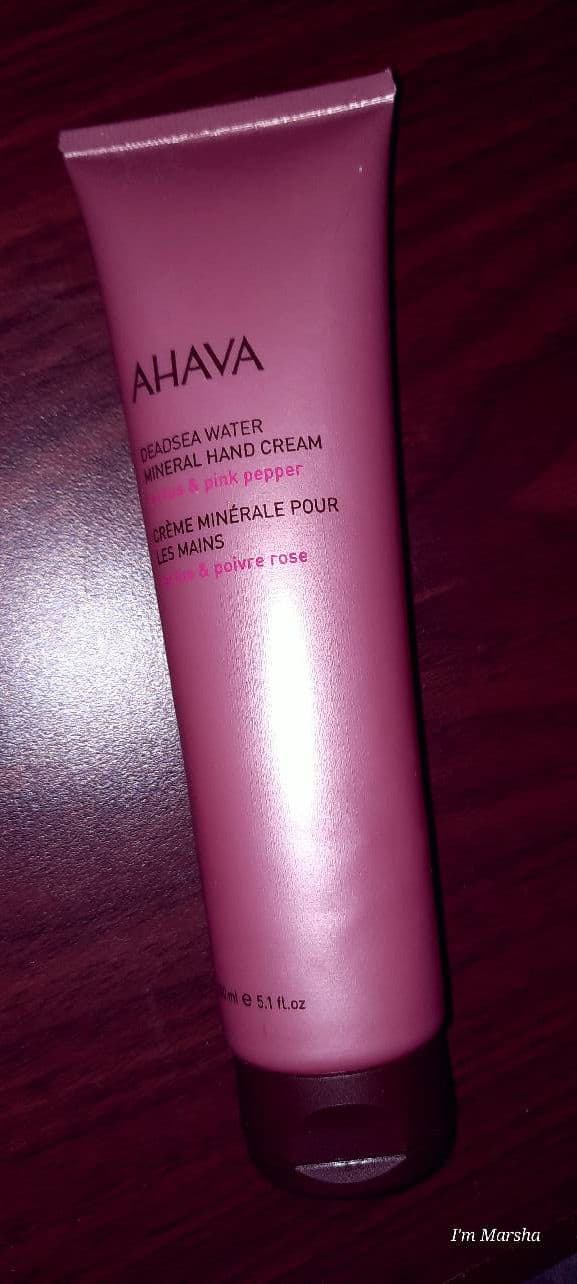 AHAVA
DEADSEA WATER
MINERAL HAND CREAM
& pink pepper
CRÈME MINÉRALE POUR
LES MAINS
& poivre rose
ml e 5.1 fl.oz
I'm Marsha